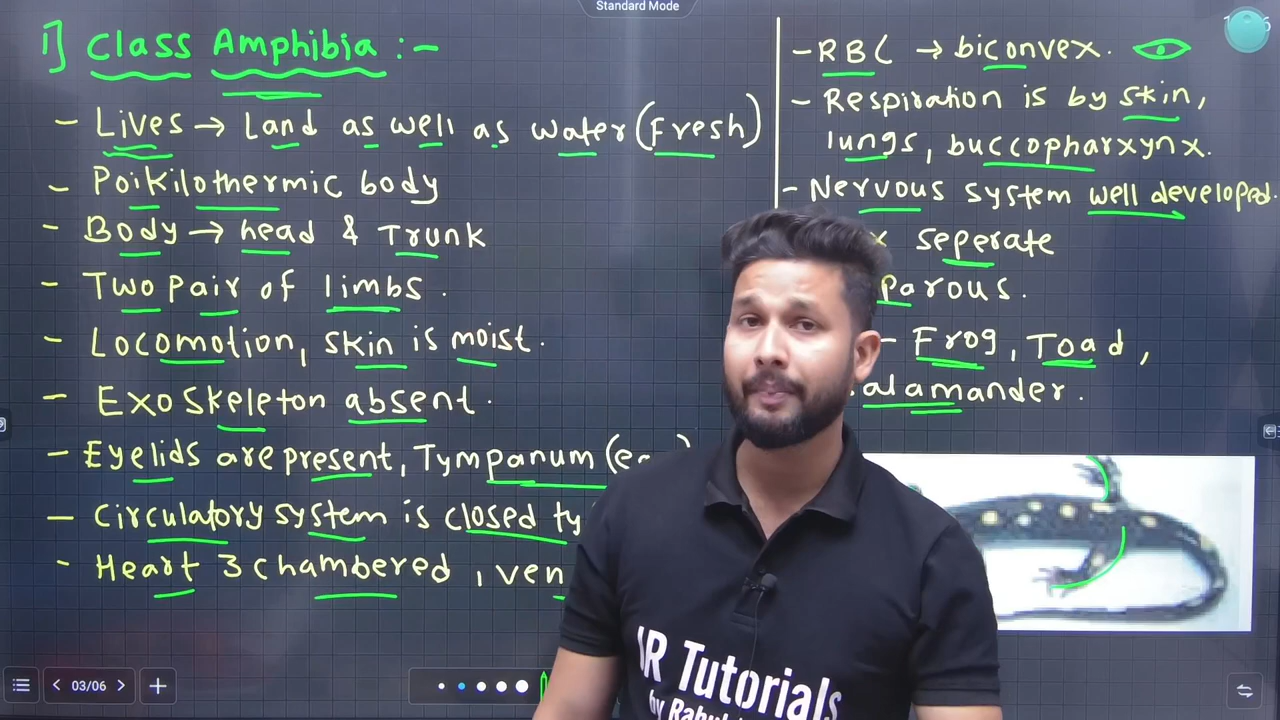 Standard Mode
1] Class Amphibia :-
- Lives → Land as well as water (Fresh)
- Poikilothermic body
- Body → head & Trunk
- Two pair of limbs.
- Locomotion, skin is moist.
- Exoskeleton absent.
- Eyelids are present, Tympanum
- Circulatory system is closed
- Heart 3 chambered,
- RBC → biconvex.
- Respiration is by skin,
lungs, buccopharxynx.
- Nervous system well developed.
seperate
parous.
- Frog, Toad,
alamander.
03/06
Tutorials
by